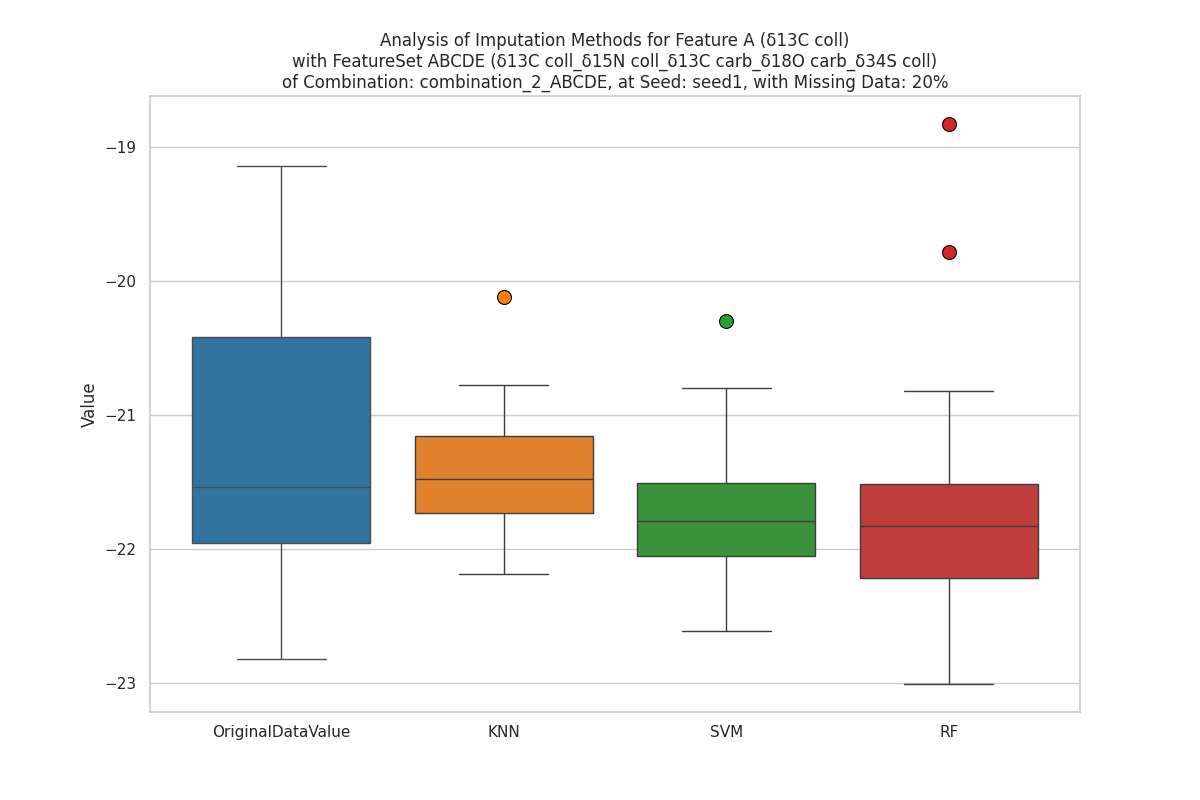 Analysis of Imputation Methods for Feature A (δ13C coll)
with FeatureSet ABCDE (δ13C coll_δ15N coll_δ13C carb_δ18O carb_δ34S coll)
of Combination: combination_2_ABCDE, at Seed: seed1, with Missing Data: 20%
−19
−20
−21
−22
−23
Value
OriginalDataValue
KNN
SVM
RF